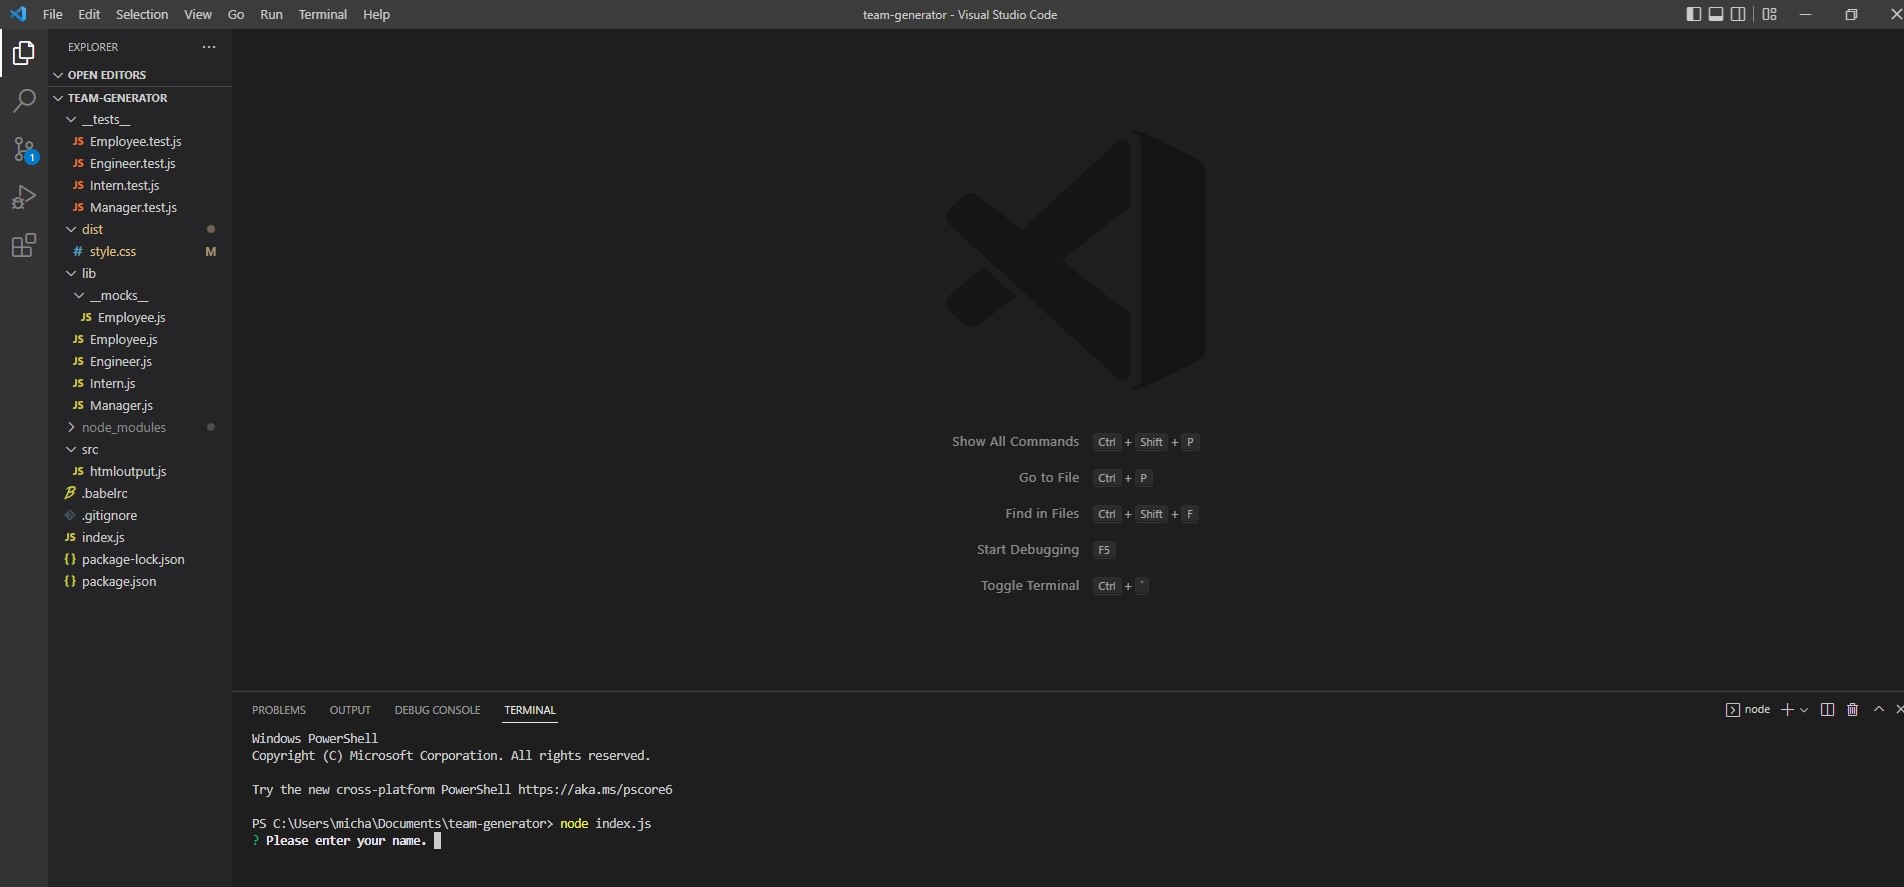 File Edit Selection View Go Run Terminal Help
team-generator - Visual Studio Code
EXPLORER
OPEN EDITORS
TEAM-GENERATOR
__tests__
JS Employee.test.js
JS Engineer.test.js
JS Intern.test.js
JS Manager.test.js
dist
# style.css M
lib
__mocks__
JS Employee.js
JS Employee.js
JS Engineer.js
JS Intern.js
JS Manager.js
node_modules
src
JS htmloutput.js
.babelrc
.gitignore
JS index.js
{} package-lock.json
{} package.json
1
Show All Commands Ctrl + Shift + P
Go to File Ctrl + P
Find in Files Ctrl + Shift + F
Start Debugging F5
Toggle Terminal Ctrl + `
PROBLEMS OUTPUT DEBUG CONSOLE TERMINAL
node
Windows PowerShell
Copyright (C) Microsoft Corporation. All rights reserved.
Try the new cross-platform PowerShell https://aka.ms/pscore6
PS C:\Users\micha\Documents\team-generator> node index.js
? Please enter your name.